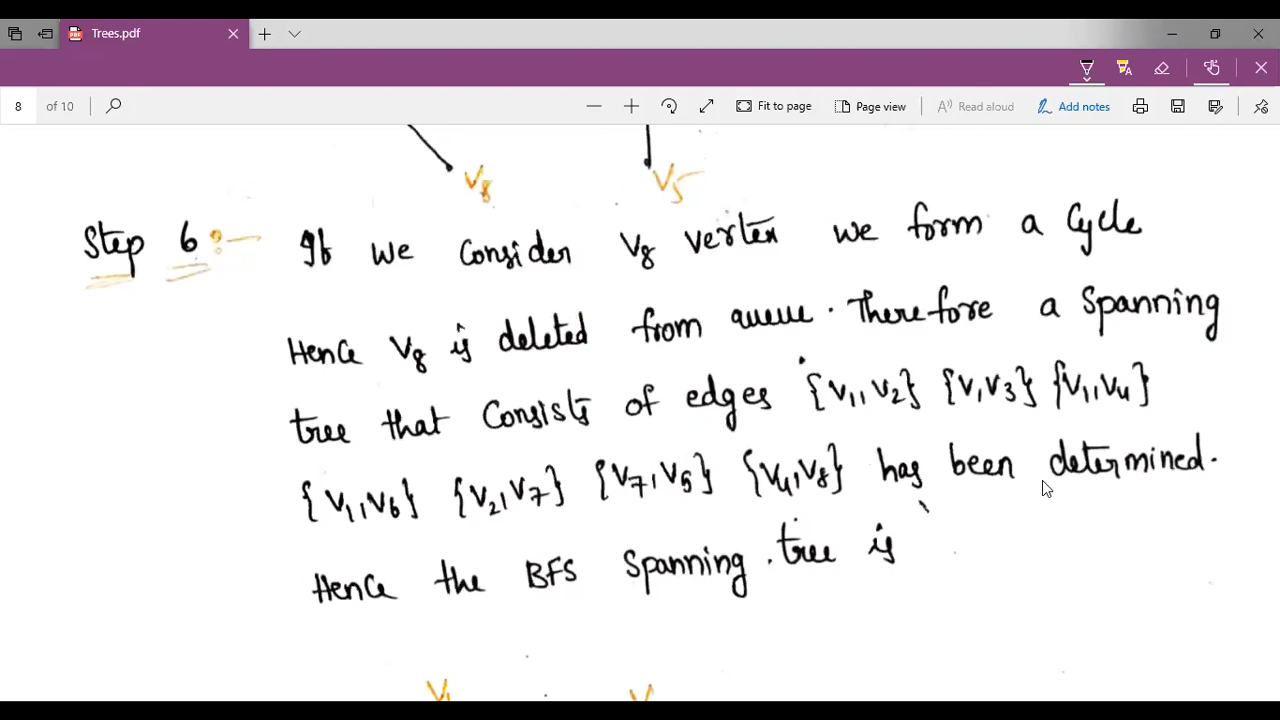 Trees.pdf
8 of 10 Fit to page Page view Read aloud Add notes
V8 V5
Step 6:- If we consider V8 vertex we form a Cycle
Hence V8 is deleted from queue. Therefore a Spanning
tree that Consists of edges {V1,V2} {V1V3} {V1,V4}
{V1,V6} {V2,V7} {V7,V5} {V4,V8} has been determined.
Hence the BFS Spanning tree is
V1 V